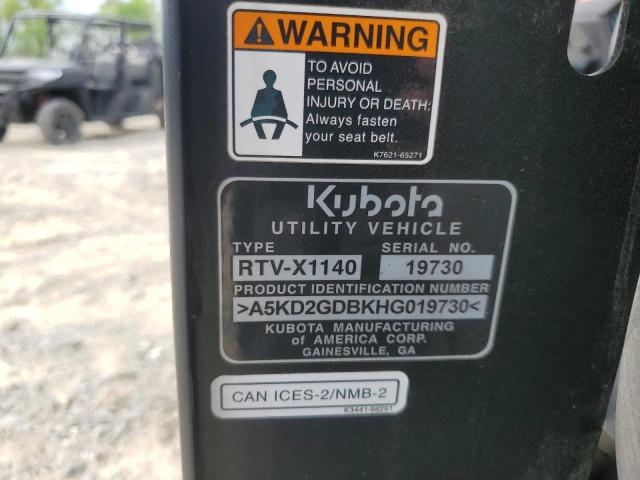 WARNING
TO AVOID
PERSONAL
INJURY OR DEATH:
Always fasten
your seat belt.
K7621-65271
Kubota
UTILITY VEHICLE
TYPE SERIAL NO.
RTV-X1140 19730
PRODUCT IDENTIFICATION NUMBER
>A5KD2GDBKHG019730<
KUBOTA MANUFACTURING
of AMERICA CORP.
GAINESVILLE, GA
CAN ICES-2/NMB-2
K3441-98251